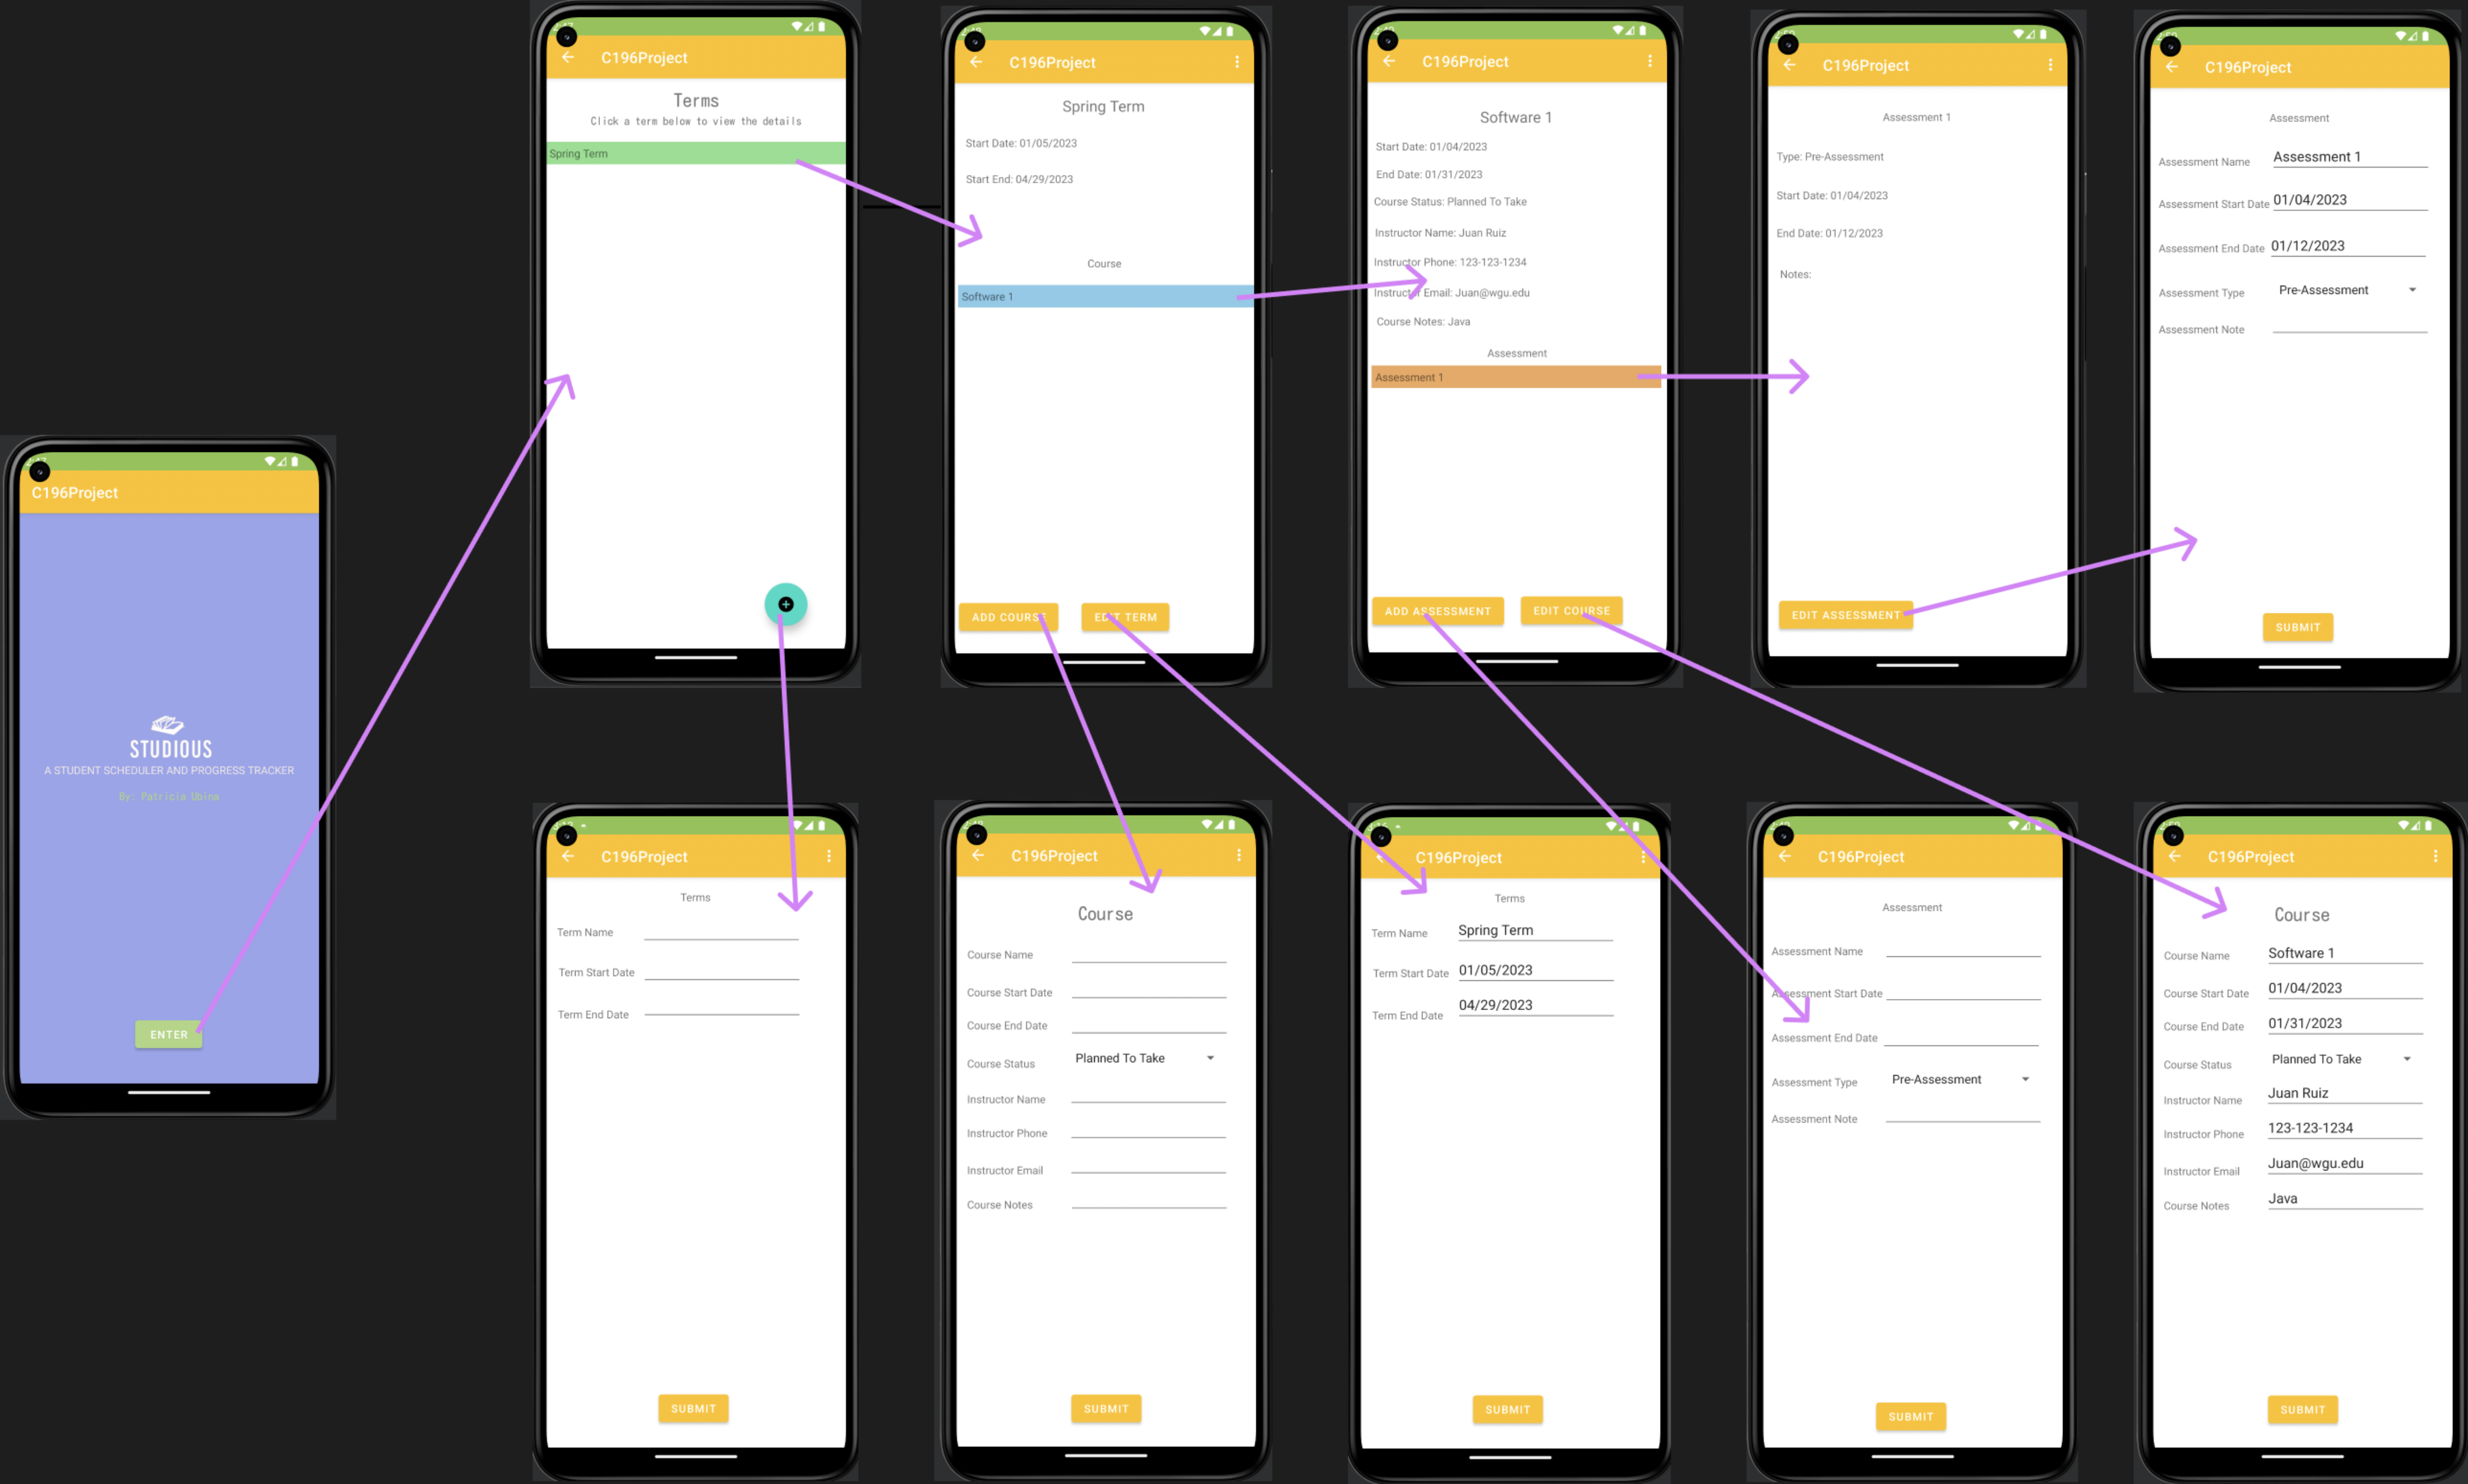 C196Project
STUDIOUS
A STUDENT SCHEDULER AND PROGRESS TRACKER
By: Patricia Ubina
ENTER
C196Project
Terms
Click a term below to view the details
Spring Term
C196Project
Spring Term
Start Date: 01/05/2023
Start End: 04/29/2023
Course
Software 1
ADD COURSE
EDIT TERM
C196Project
Software 1
Start Date: 01/04/2023
End Date: 01/31/2023
Course Status: Planned To Take
Instructor Name: Juan Ruiz
Instructor Phone: 123-123-1234
Instructor Email: Juan@wgu.edu
Course Notes: Java
Assessment
Assessment 1
ADD ASSESSMENT
EDIT COURSE
C196Project
Assessment 1
Type: Pre-Assessment
Start Date: 01/04/2023
End Date: 01/12/2023
Notes:
EDIT ASSESSMENT
C196Project
Assessment
Assessment Name Assessment 1
Assessment Start Date 01/04/2023
Assessment End Date 01/12/2023
Assessment Type Pre-Assessment
Assessment Note
SUBMIT
C196Project
Terms
Term Name
Term Start Date
Term End Date
SUBMIT
C196Project
Course
Course Name
Course Start Date
Course End Date
Course Status Planned To Take
Instructor Name
Instructor Phone
Instructor Email
Course Notes
SUBMIT
C196Project
Terms
Term Name Spring Term
Term Start Date 01/05/2023
Term End Date 04/29/2023
SUBMIT
C196Project
Assessment
Assessment Name
Assessment Start Date
Assessment End Date
Assessment Type Pre-Assessment
Assessment Note
SUBMIT
C196Project
Course
Course Name Software 1
Course Start Date 01/04/2023
Course End Date 01/31/2023
Course Status Planned To Take
Instructor Name Juan Ruiz
Instructor Phone 123-123-1234
Instructor Email Juan@wgu.edu
Course Notes Java
SUBMIT